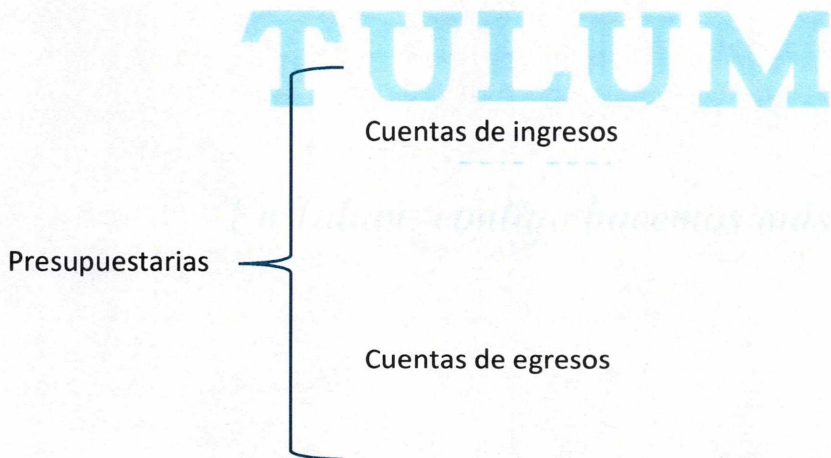 TULUM
Cuentas de ingresos
Presupuestarias
Cuentas de egresos